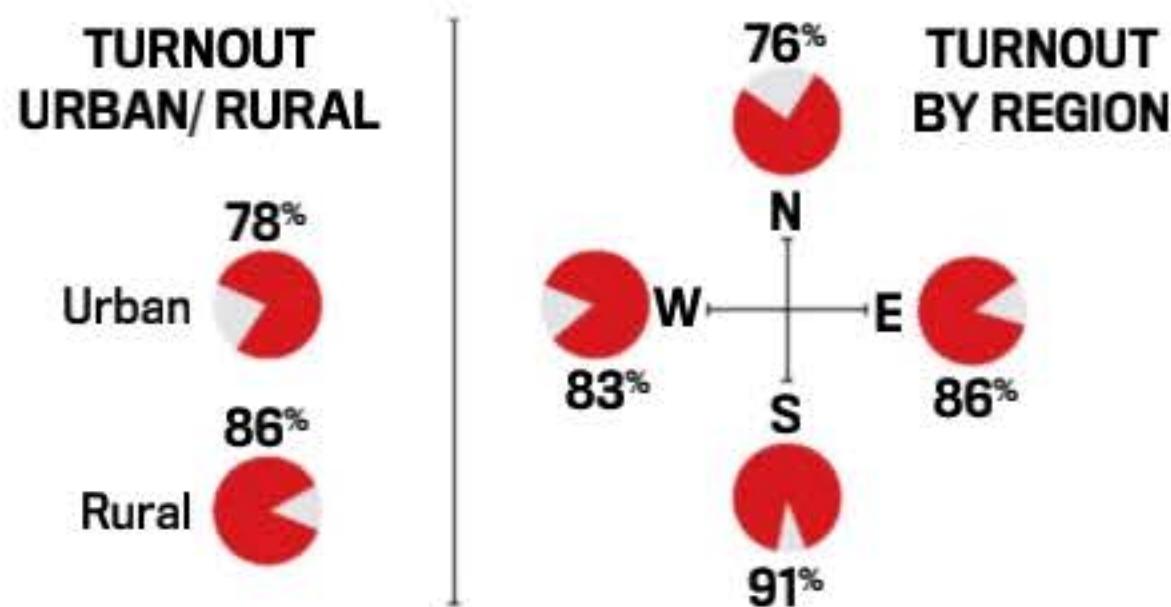 TURNOUT
URBAN/ RURAL
78%
Urban
86%
Rural
TURNOUT
BY REGION
76%
N
W
E
83%
86%
S
91%